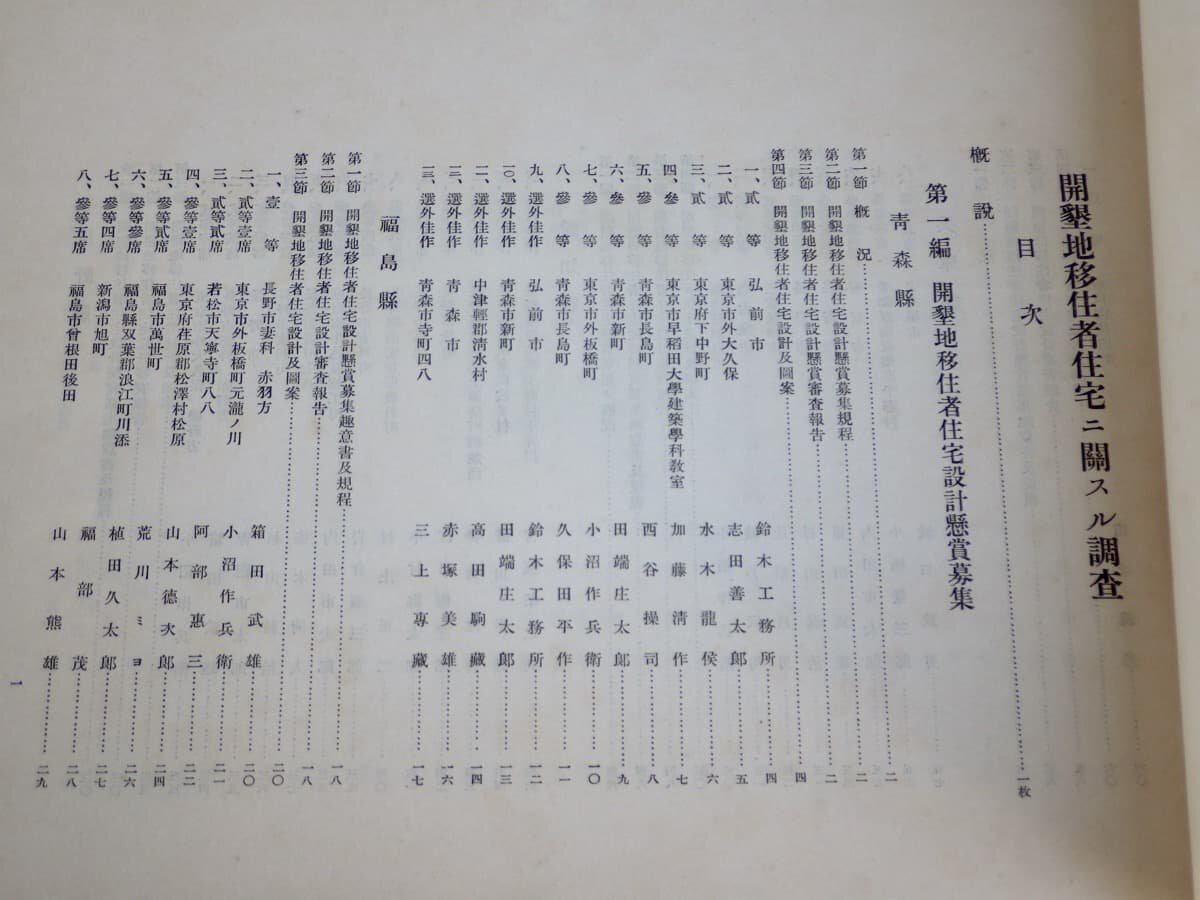 開墾地移住者住宅ニ關スル調査
目次
概説……一枚
第一編 開墾地移住者住宅設計懸賞募集
青森縣
第一節 概況……二
第二節 開墾地移住者住宅設計懸賞募集規程……二
第三節 開墾地移住者住宅設計懸賞審査報告……四
第四節 開墾地移住者住宅設計及圖案……四
一、貳等 弘前市 鈴木工務所……四
二、貳等 東京市外大久保 志田善太郎……五
三、貳等 東京府下中野町 水木龍俟……六
四、參等 東京市早稻田大學建築學科教室 加藤淸作……七
五、參等 青森市長島町 西谷操司……八
六、參等 青森市新町 田端庄太郎……九
七、參等 東京市外板橋町 小沼作兵衛……一〇
八、參等 青森市長島町 久保田平作……一一
九、選外佳作 弘前市 鈴木工務所……一二
一〇、選外佳作 青森市新町 田端庄太郎……一三
一一、選外佳作 中津輕郡清水村 高田駒藏……一四
一二、選外佳作 青森市 赤塚美雄……一六
一三、選外佳作 青森市寺町四八 三上專藏……一七
福島縣
第一節 開墾地移住者住宅設計懸賞募集趣意書及規程……一八
第二節 開墾地移住者住宅設計審査報告……一八
第三節 開墾地移住者住宅設計及圖案……二〇
一、壹等 長野市妻科 赤羽方 箱田武雄……二〇
二、貳等壹席 東京市外板橋町元瀧ノ川 小沼作兵衛……二一
三、貳等貳席 若松市天寧寺町八八 阿部惠三……二二
四、參等壹席 東京府荏原郡松澤村松原 山本德次郎……二四
五、參等貳席 福島市萬世町 荒川ミヨ……二六
六、參等參席 福島縣双葉郡浪江町川添 植田久太郎……二七
七、參等四席 新潟市旭町 福部茂……二八
八、參等五席 福島市曾根田後田 山本熊雄……二九
一